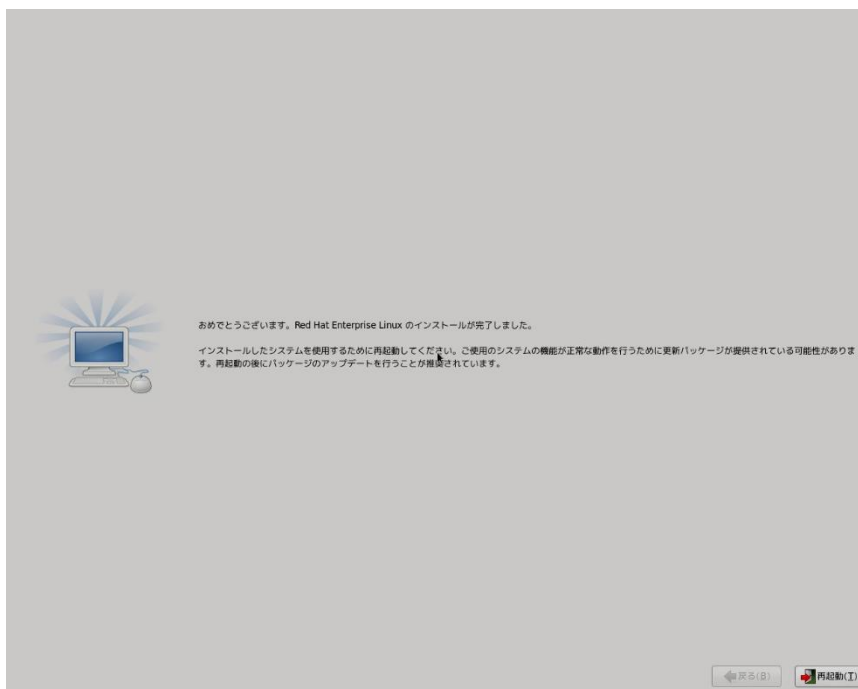 おめでとうございます。Red Hat Enterprise Linux のインストールが完了しました。
インストールしたシステムを使用するために再起動してください。ご使用のシステムの機能が正常な動作を行うために更新パッケージが提供されている可能性がありま
す。再起動の後にパッケージのアップデートを行うことが推奨されています。
戻る(B)
再起動(T)